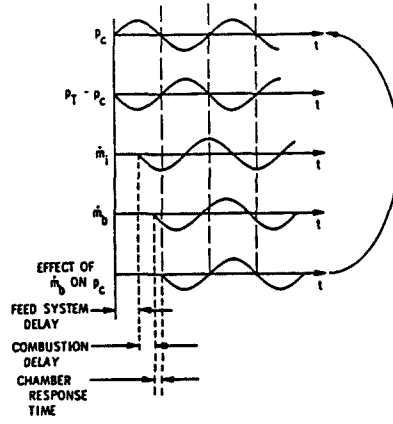 p_c
t
p_T - p_c
t
ṁ_i
t
ṁ_b
t
EFFECT OF
ṁ_b ON p_c
t
FEED SYSTEM
DELAY
COMBUSTION
DELAY
CHAMBER
RESPONSE
TIME